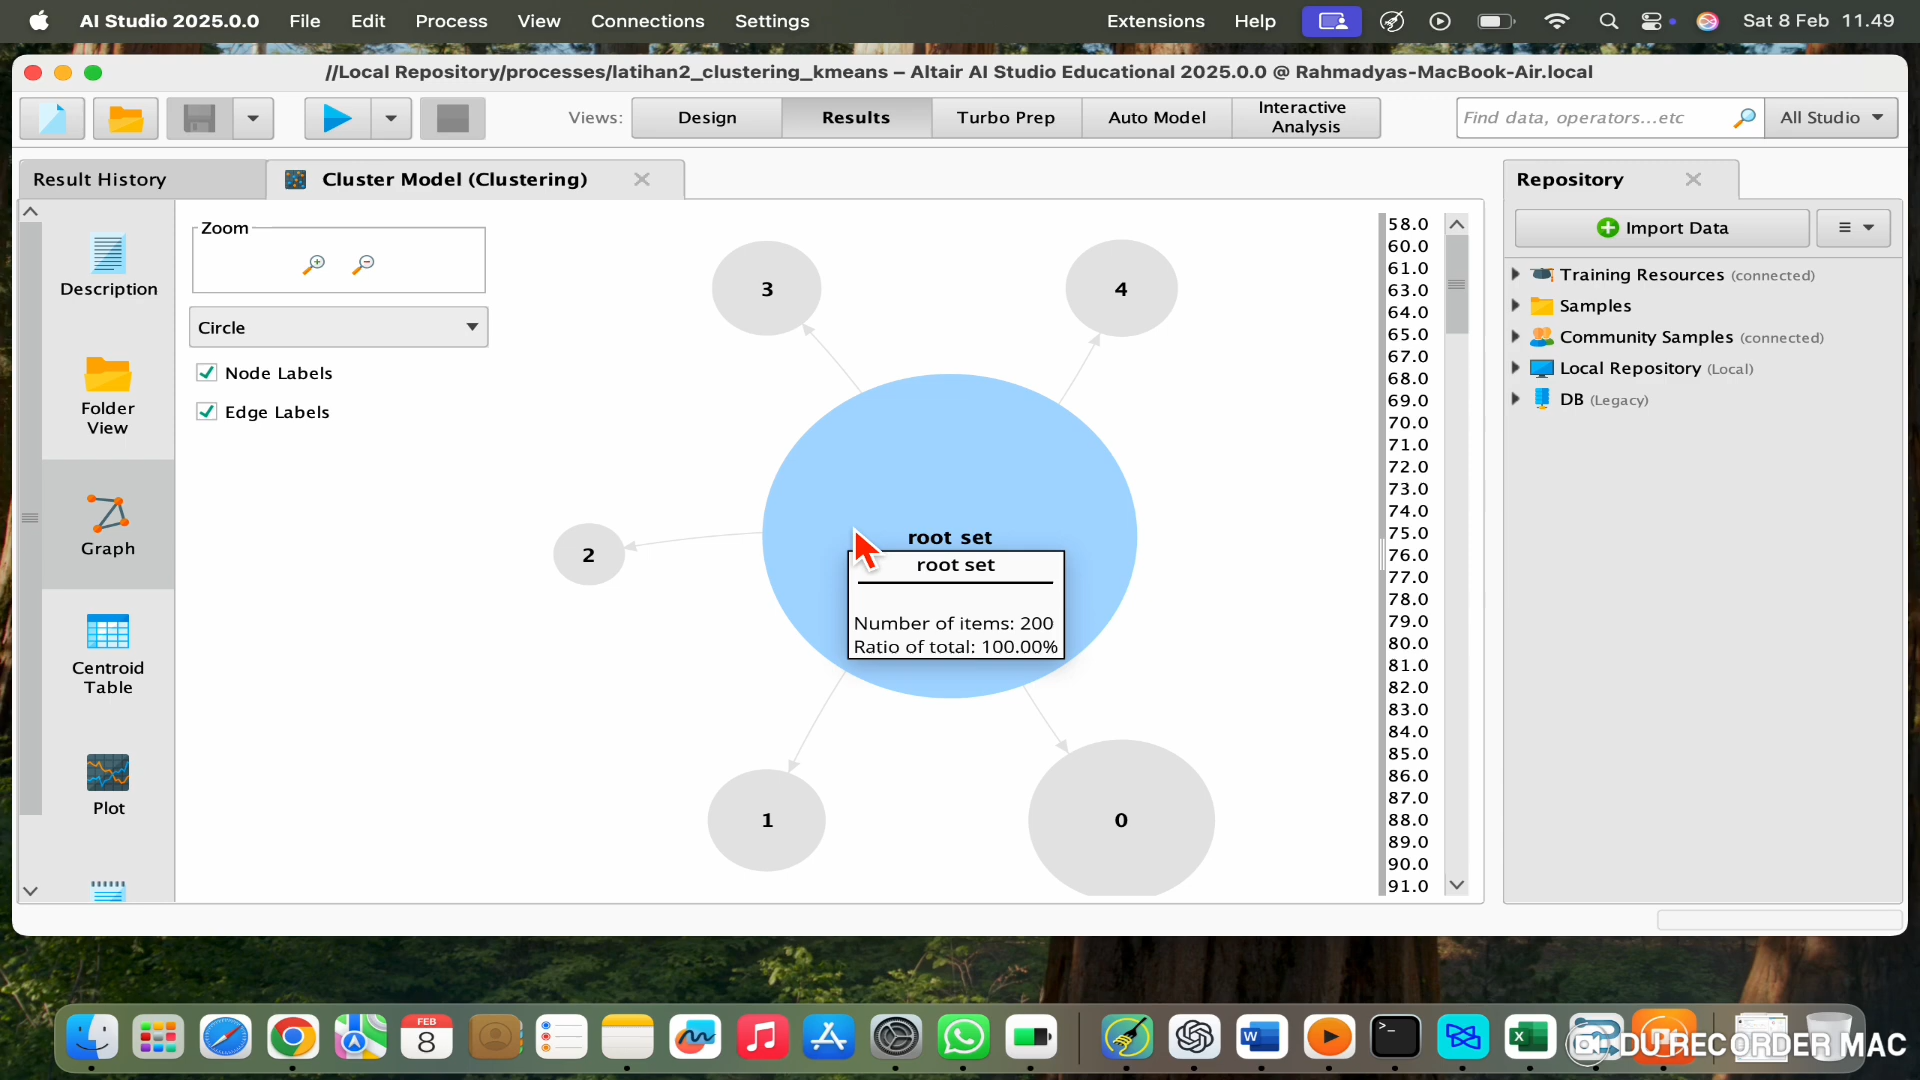 AI Studio 2025.0.0 File Edit Process View Connections Settings Extensions Help Sat 8 Feb 11.49
//Local Repository/processes/latihan2_clustering_kmeans – Altair AI Studio Educational 2025.0.0 @ Rahmadyas-MacBook-Air.local
Views: Design Results Turbo Prep Auto Model Interactive Analysis Find data, operators...etc All Studio
Result History Cluster Model (Clustering) Repository
Description
Folder View
Graph
Centroid Table
Plot
Zoom
Circle
Node Labels
Edge Labels
3
4
root set
root set
Number of items: 200
Ratio of total: 100.00%
2
1
0
58.0
60.0
61.0
63.0
64.0
65.0
67.0
68.0
69.0
70.0
71.0
72.0
73.0
74.0
75.0
76.0
77.0
78.0
79.0
80.0
81.0
82.0
83.0
84.0
85.0
86.0
87.0
88.0
89.0
90.0
91.0
Import Data
Training Resources (connected)
Samples
Community Samples (connected)
Local Repository (Local)
DB (Legacy)
FEB
8
DU RECORDER MAC